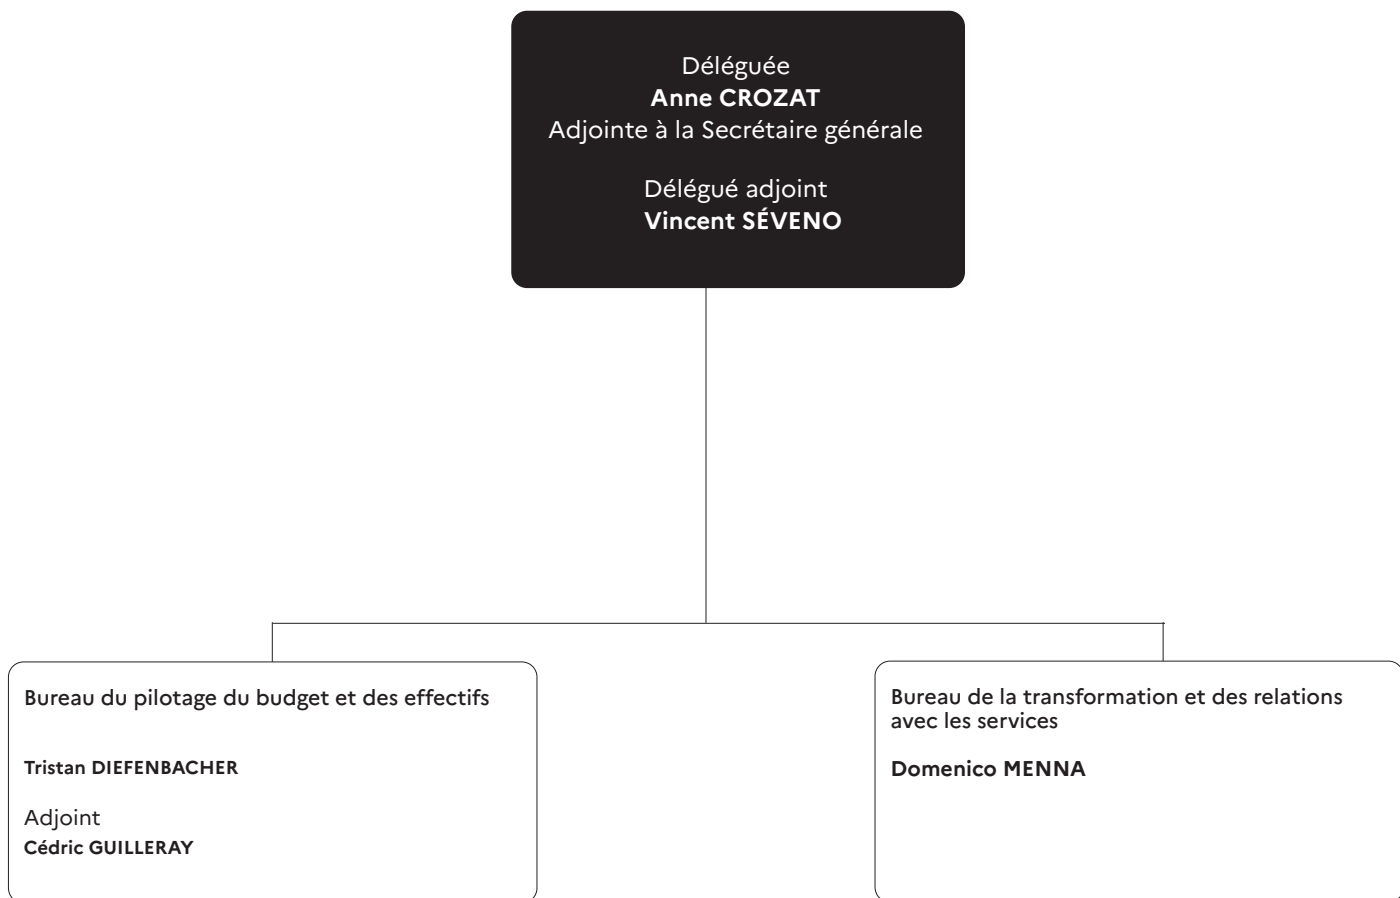 Déléguée
Anne CROZAT
Adjointe à la Secrétaire générale
Délégué adjoint
Vincent SÉVENO
Bureau du pilotage du budget et des effectifs
Tristan DIEFENBACHER
Adjoint
Cédric GUILLERAY
Bureau de la transformation et des relations
avec les services
Domenico MENNA